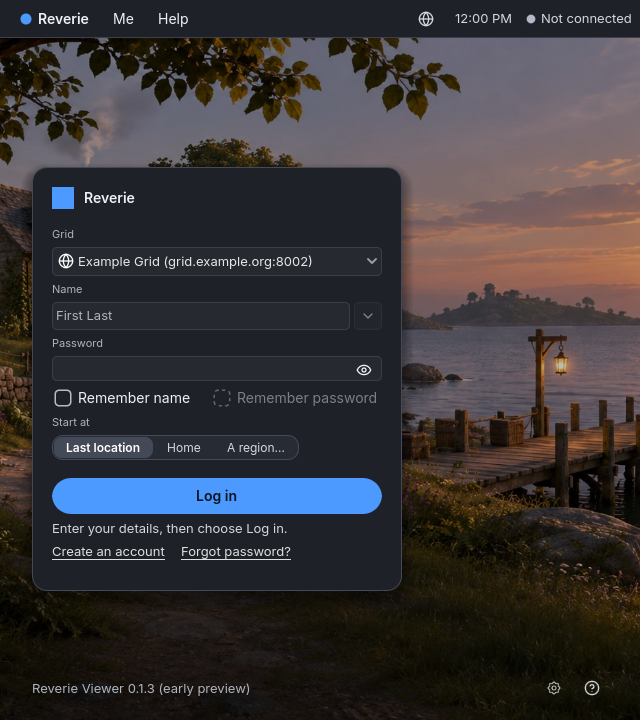 Reverie Me Help 12:00 PM Not connected
Reverie
Grid
Example Grid (grid.example.org:8002)
Name
First Last
Password
Remember name Remember password
Start at
Last location Home A region...
Log in
Enter your details, then choose Log in.
Create an account Forgot password?
Reverie Viewer 0.1.3 (early preview)